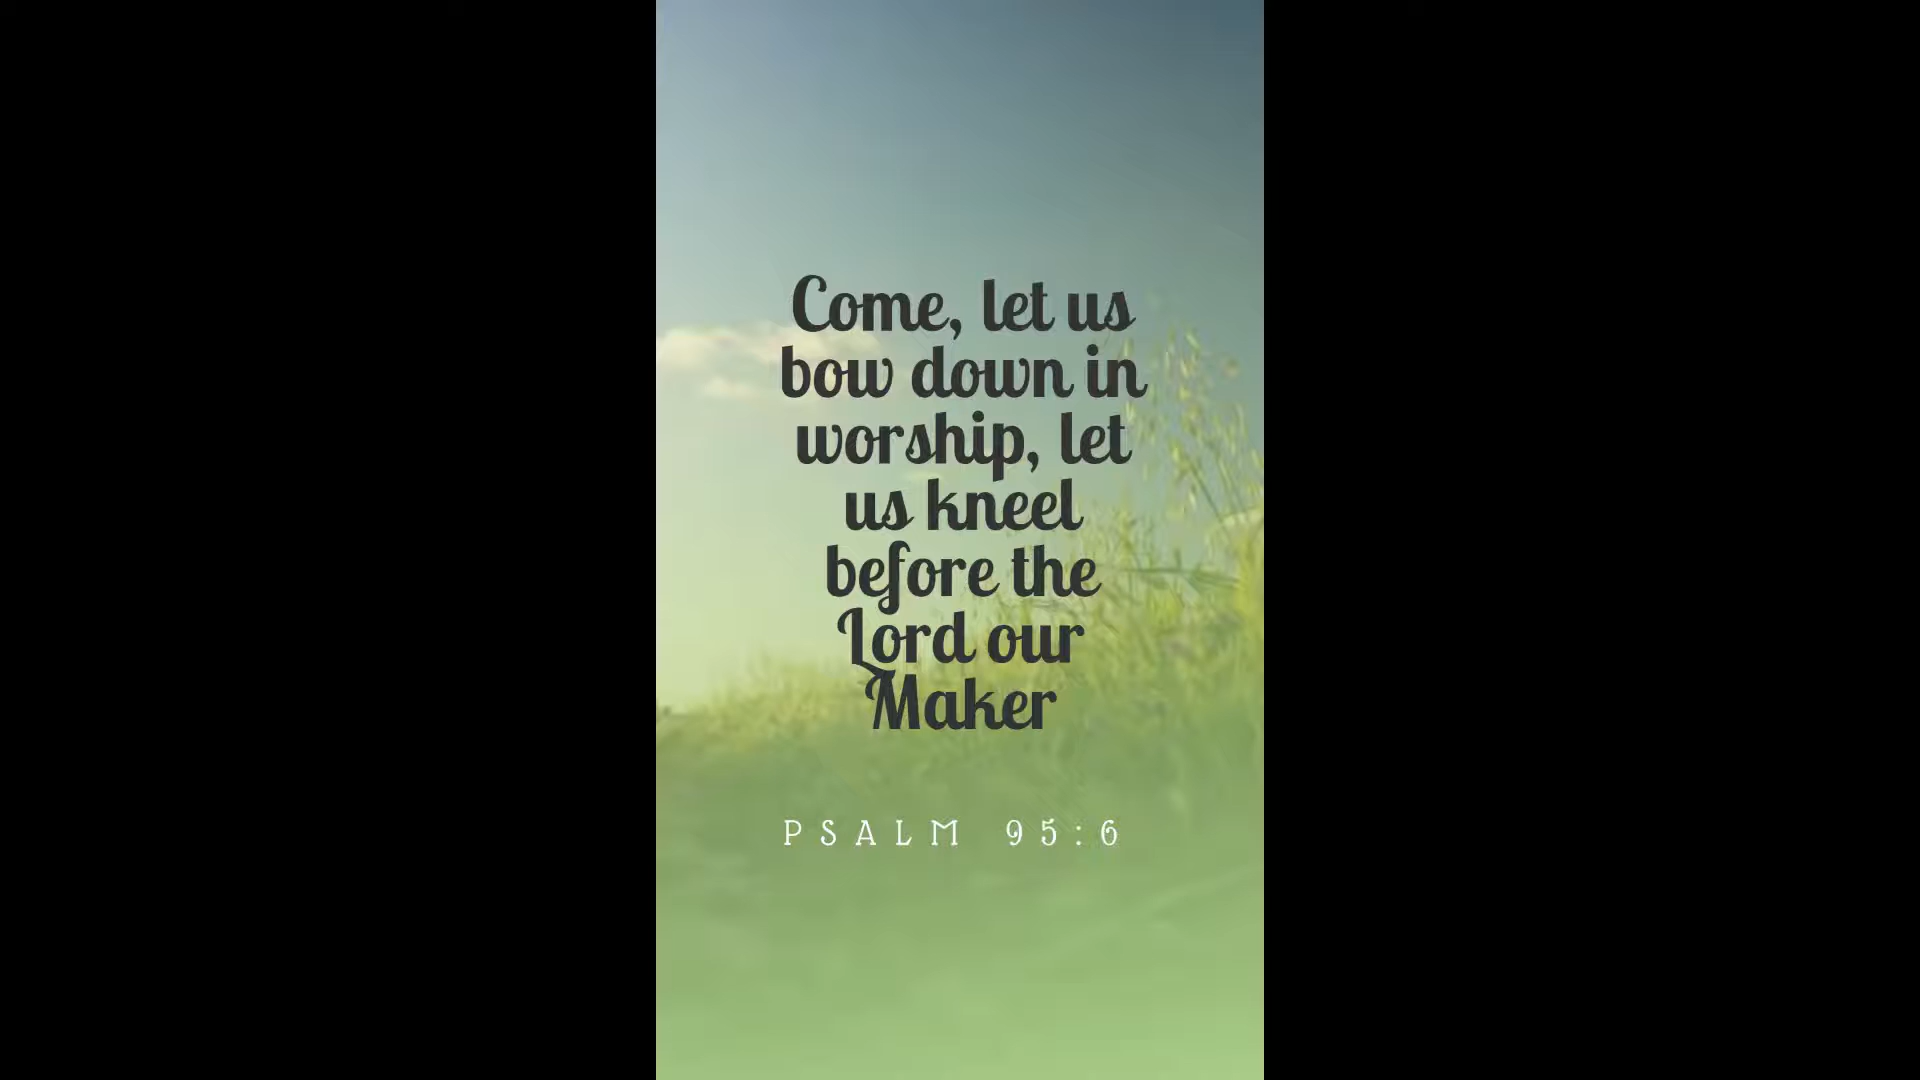 Come, let us
bow down in
worship, let
us kneel
before the
Lord our
Maker
PSALM 95:6